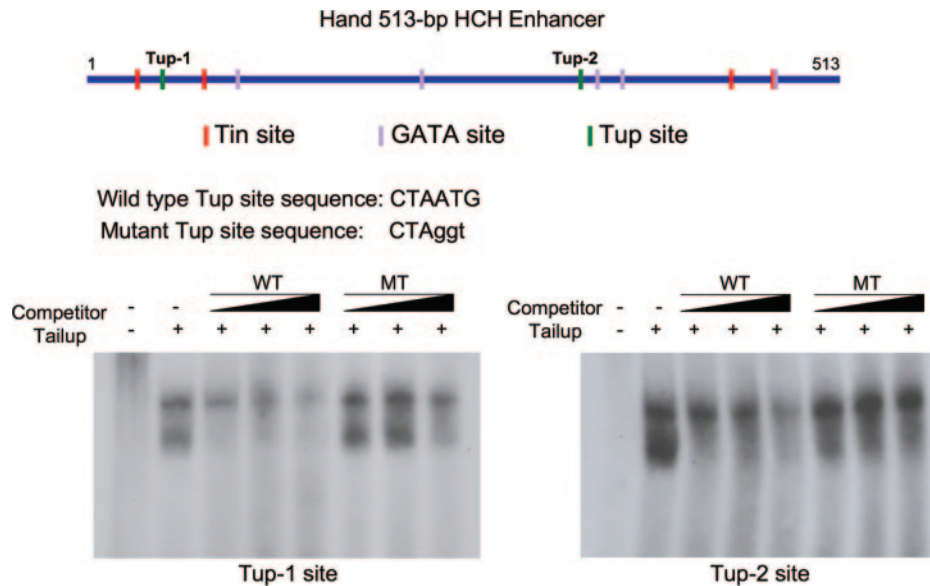 Hand 513-bp HCH Enhancer
1 Tup-1 Tup-2 513
Tin site GATA site Tup site
Wild type Tup site sequence: CTAATG
Mutant Tup site sequence: CTAggt
WT MT WT MT
Competitor - - Competitor - -
Tailup - + + + + + + + Tailup - + + + + + + +
Tup-1 site Tup-2 site